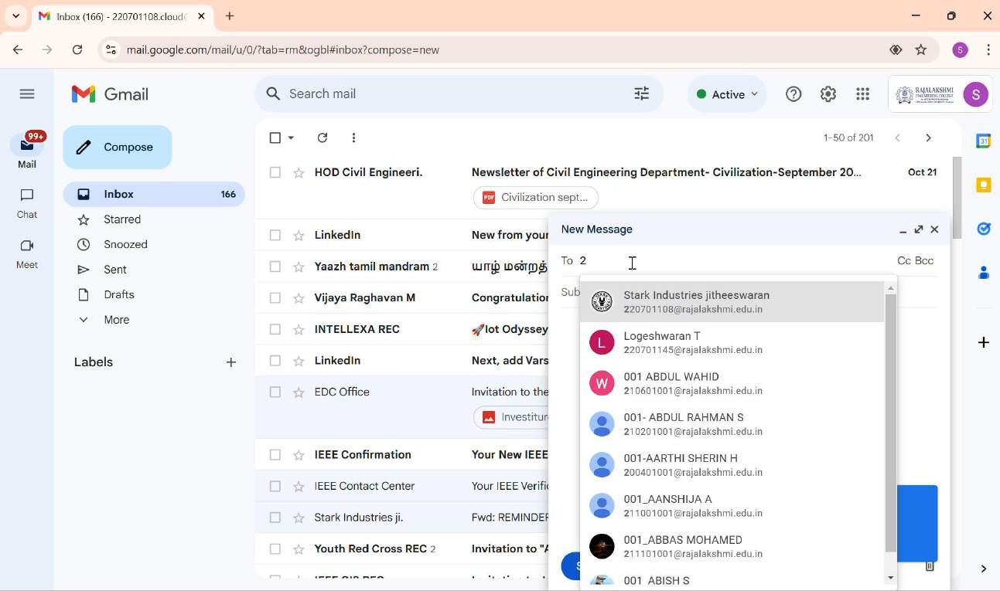 Inbox (166) - 220701108.cloud
mail.google.com/mail/u/0/?tab=rm&ogbl#inbox?compose=new
S
99+
Mail
Chat
Meet
Gmail
Search mail
Active
RAJALAKSHMI
ENGINEERING COLLEGE
S
Compose
Inbox 166
Starred
Snoozed
Sent
Drafts
More
Labels
1-50 of 201
HOD Civil Engineeri. Newsletter of Civil Engineering Department- Civilization-September 20... Oct 21
PDF Civilization sept...
LinkedIn New from your
Yaazh tamil mandram 2 யாழ் மன்றத்
Vijaya Raghavan M Congratulation
INTELLEXA REC 🚀Iot Odyssey
LinkedIn Next, add Vars
EDC Office Invitation to the
Investitur
IEEE Confirmation Your New IEEE
IEEE Contact Center Your IEEE Verific
Stark Industries ji. Fwd: REMINDER
Youth Red Cross REC 2 Invitation to "A
New Message
To 2 Cc Bcc
Sub
Stark Industries jitheeswaran
220701108@rajalakshmi.edu.in
L
Logeshwaran T
220701145@rajalakshmi.edu.in
W
001 ABDUL WAHID
210601001@rajalakshmi.edu.in
001- ABDUL RAHMAN S
210201001@rajalakshmi.edu.in
001-AARTHI SHERIN H
200401001@rajalakshmi.edu.in
001_AANSHIJA A
211001001@rajalakshmi.edu.in
001_ABBAS MOHAMED
211101001@rajalakshmi.edu.in
001 ABISH S
S
31